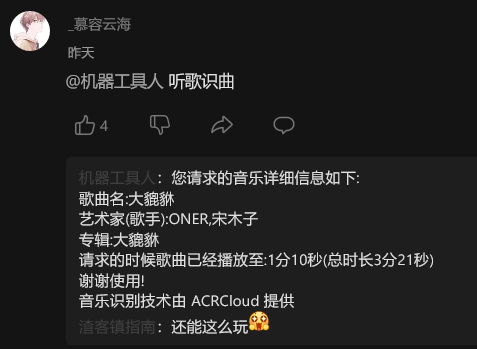 _慕容云海
昨天
@机器工具人 听歌识曲
4
机器工具人：您请求的音乐详细信息如下:
歌曲名:大貔貅
艺术家(歌手):ONER,宋木子
专辑:大貔貅
请求的时候歌曲已经播放至:1分10秒(总时长3分21秒)
谢谢使用!
音乐识别技术由 ACRCloud 提供
渣客镇指南：还能这么玩